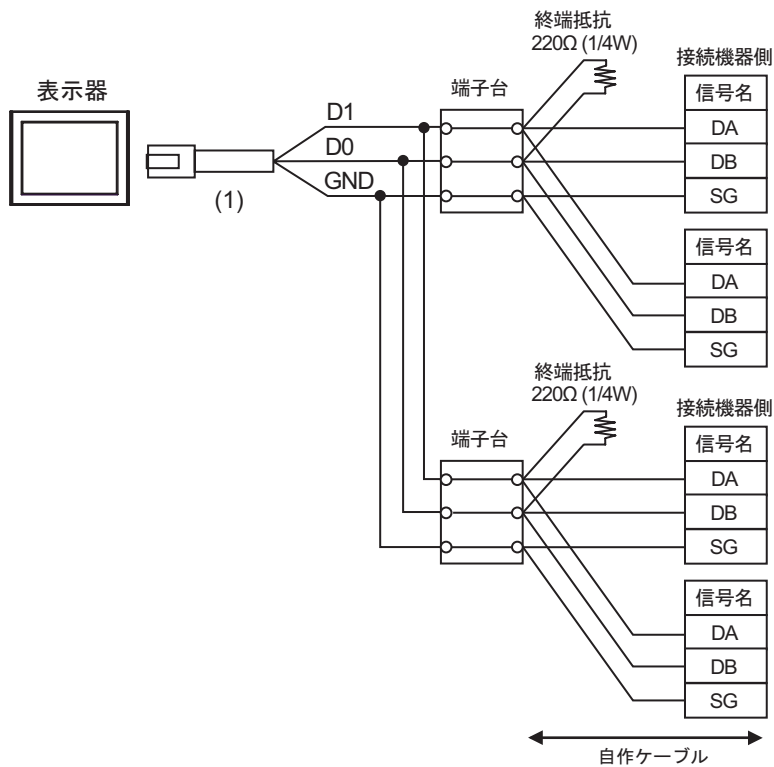 表示器
(1)
D1
D0
GND
端子台
終端抵抗
220Ω (1/4W)
接続機器側
信号名
DA
DB
SG
信号名
DA
DB
SG
端子台
終端抵抗
220Ω (1/4W)
接続機器側
信号名
DA
DB
SG
信号名
DA
DB
SG
自作ケーブル